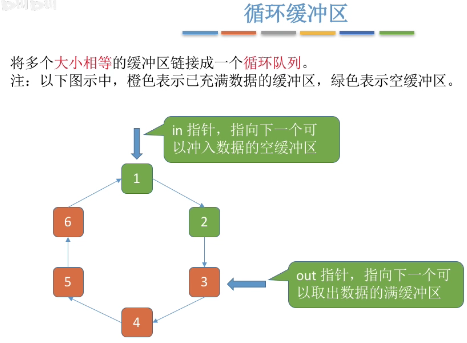 循环缓冲区
将多个大小相等的缓冲区链接成一个循环队列。
注：以下图示中，橙色表示已充满数据的缓冲区，绿色表示空缓冲区。
in 指针，指向下一个可
以冲入数据的空缓冲区
1
6
2
5
3
out 指针，指向下一个可
以取出数据的满缓冲区
4